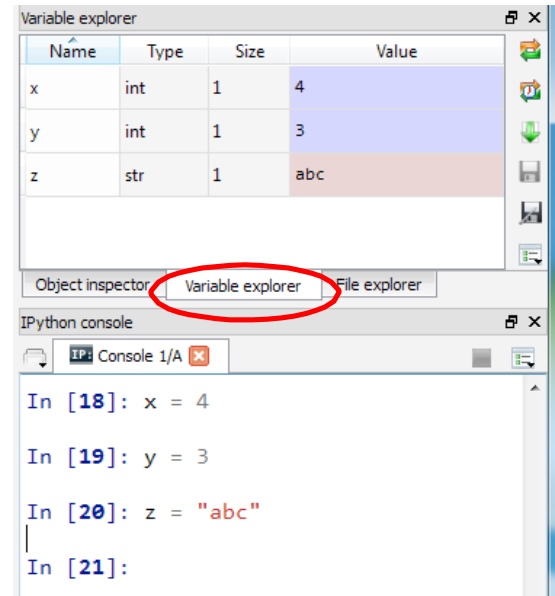 Variable explorer
Name Type Size Value
x int 1 4
y int 1 3
z str 1 abc
Object inspector Variable explorer File explorer
IPython console
IP: Console 1/A
In [18]: x = 4
In [19]: y = 3
In [20]: z = "abc"
In [21]: